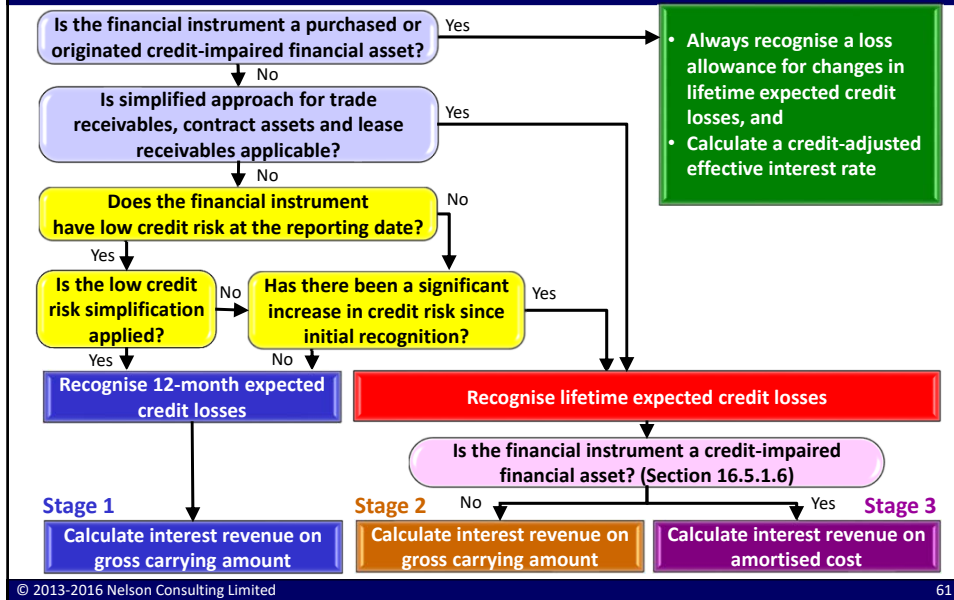 Is the financial instrument a purchased or
originated credit-impaired financial asset?
Yes
No
• Always recognise a loss
allowance for changes in
lifetime expected credit
losses, and
• Calculate a credit-adjusted
effective interest rate
Is simplified approach for trade
receivables, contract assets and lease
receivables applicable?
Yes
No
Does the financial instrument
have low credit risk at the reporting date?
No
Yes
Is the low credit
risk simplification
applied?
No
Yes
Has there been a significant
increase in credit risk since
initial recognition?
Yes
No
Recognise 12-month expected
credit losses
Recognise lifetime expected credit losses
Is the financial instrument a credit-impaired
financial asset? (Section 16.5.1.6)
No
Yes
Stage 1
Calculate interest revenue on
gross carrying amount
Stage 2
Calculate interest revenue on
gross carrying amount
Stage 3
Calculate interest revenue on
amortised cost
© 2013-2016 Nelson Consulting Limited
61